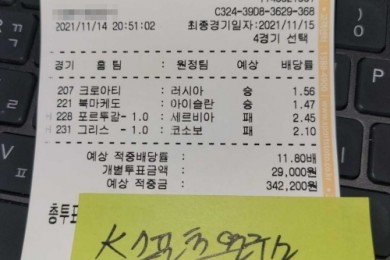 C324-3908-3629-368
2021/11/14 20:51:02 최종경기일자:2021/11/15
4경기 선택
경기 홈 팀 : 원정팀 예상 배당률
207 크로아티 : 러시아 승 1.56
221 북마케도 : 아이슬란 승 1.47
228 포르투갈- 1.0 : 세르비아 패 2.45
231 그리스 - 1.0 : 코소보 패 2.10
예상 적중배당률 : 11.80배
개별투표금액 : 29,000원
예상 적중금 : 342,200원
총투표